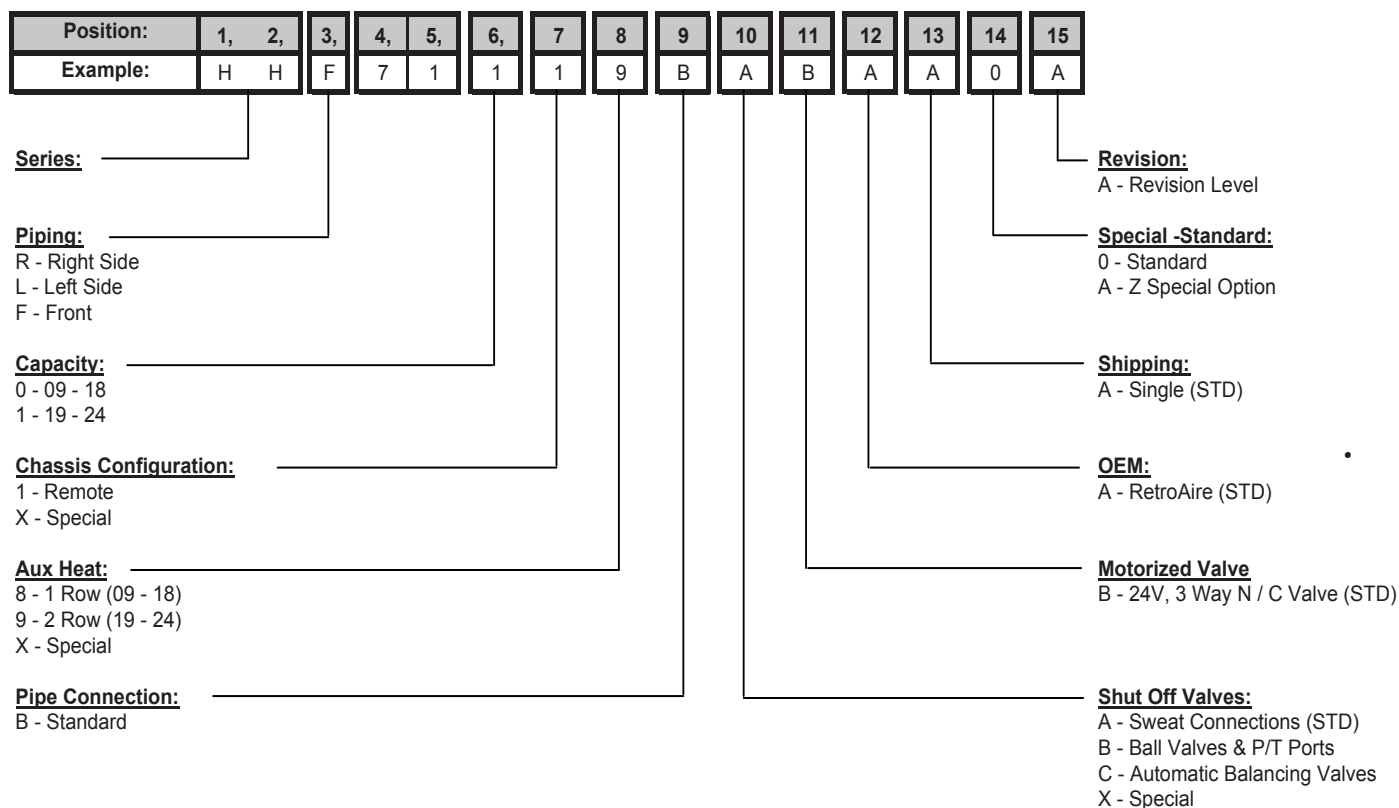 Position: 1, 2, 3, 4, 5, 6, 7 8 9 10 11 12 13 14 15
Example: H H F 7 1 1 1 9 B A B A A 0 A
Series:
Piping:
R - Right Side
L - Left Side
F - Front
Capacity:
0 - 09 - 18
1 - 19 - 24
Chassis Configuration:
1 - Remote
X - Special
Aux Heat:
8 - 1 Row (09 - 18)
9 - 2 Row (19 - 24)
X - Special
Pipe Connection:
B - Standard
Revision:
A - Revision Level
Special -Standard:
0 - Standard
A - Z Special Option
Shipping:
A - Single (STD)
OEM:
A - RetroAire (STD)
Motorized Valve
B - 24V, 3 Way N / C Valve (STD)
Shut Off Valves:
A - Sweat Connections (STD)
B - Ball Valves & P/T Ports
C - Automatic Balancing Valves
X - Special